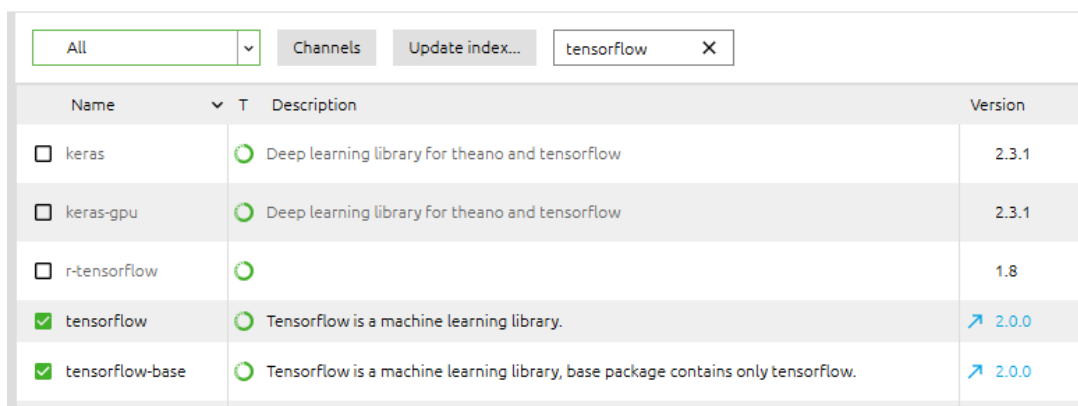 All Channels Update index... tensorflow
Name T Description Version
keras Deep learning library for theano and tensorflow 2.3.1
keras-gpu Deep learning library for theano and tensorflow 2.3.1
r-tensorflow 1.8
tensorflow Tensorflow is a machine learning library. 2.0.0
tensorflow-base Tensorflow is a machine learning library, base package contains only tensorflow. 2.0.0